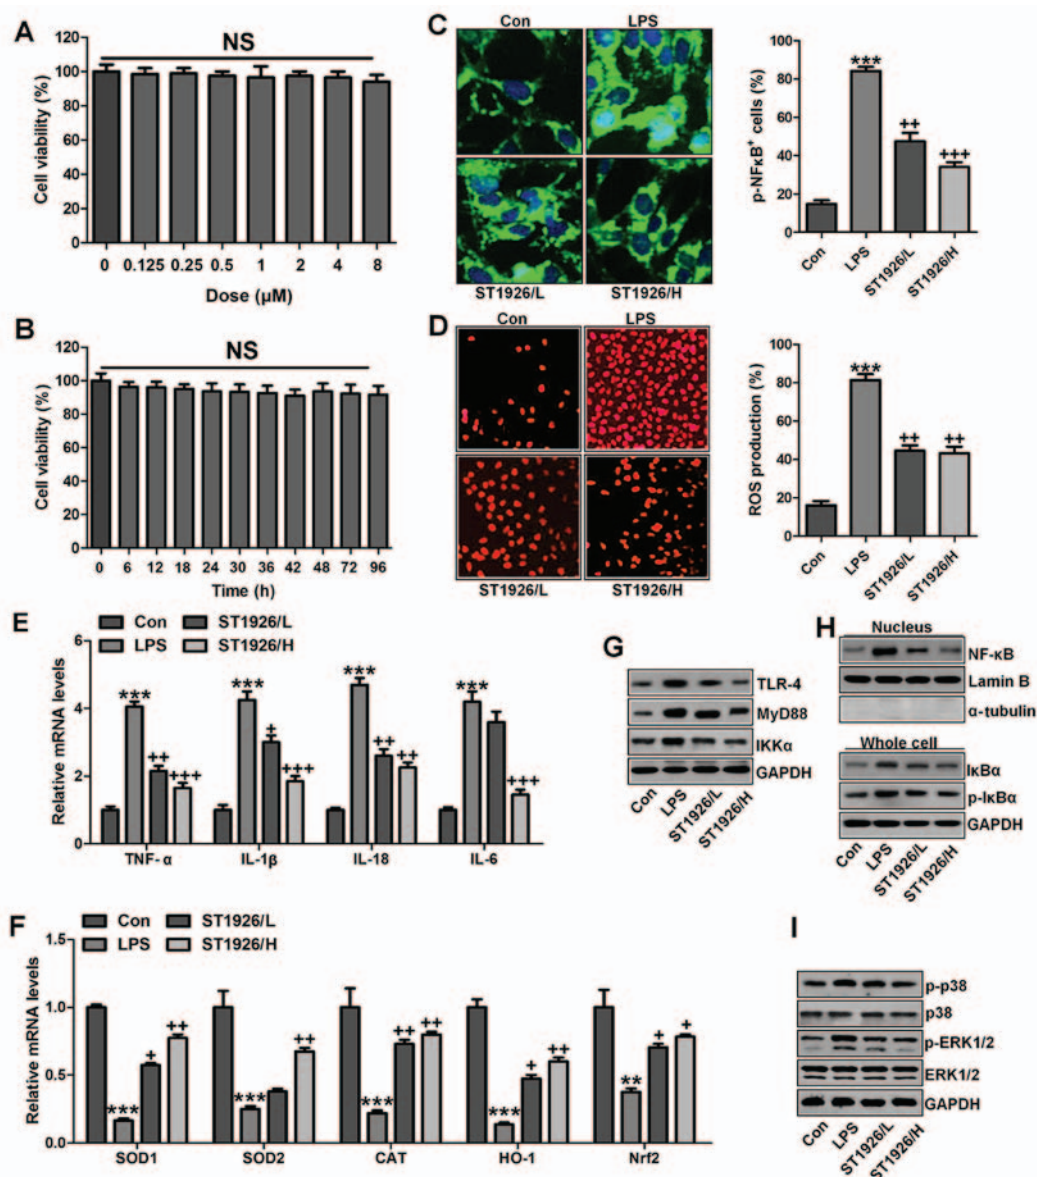 A
NS
Cell viability (%)
120
100
80
60
40
20
0
0 0.125 0.25 0.5 1 2 4 8
Dose (µM)
B
NS
Cell viability (%)
120
100
80
60
40
20
0
0 6 12 18 24 30 36 42 48 72 96
Time (h)
C
Con LPS
ST1926/L ST1926/H
p-NFκB+ cells (%)
100
80
60
40
20
0
***
++
+++
Con LPS ST1926/L ST1926/H
D
Con LPS
ST1926/L ST1926/H
ROS production (%)
100
80
60
40
20
0
***
++
++
Con LPS ST1926/L ST1926/H
E
Con ST1926/L
LPS ST1926/H
Relative mRNA levels
6
4
2
0
*** ++ +++ *** + +++ *** ++ ++ *** +++
TNF- α IL-1β IL-18 IL-6
F
Con ST1926/L
LPS ST1926/H
Relative mRNA levels
1.5
1.0
0.5
0.0
*** + ++ *** ++ *** ++ ++ *** + ++ ** + +
SOD1 SOD2 CAT HO-1 Nrf2
G
TLR-4
MyD88
IKKα
GAPDH
Con LPS ST1926/L ST1926/H
H
Nucleus
NF-κB
Lamin B
α-tubulin
Whole cell
IκBα
p-IκBα
GAPDH
Con LPS ST1926/L ST1926/H
I
p-p38
p38
p-ERK1/2
ERK1/2
GAPDH
Con LPS ST1926/L ST1926/H